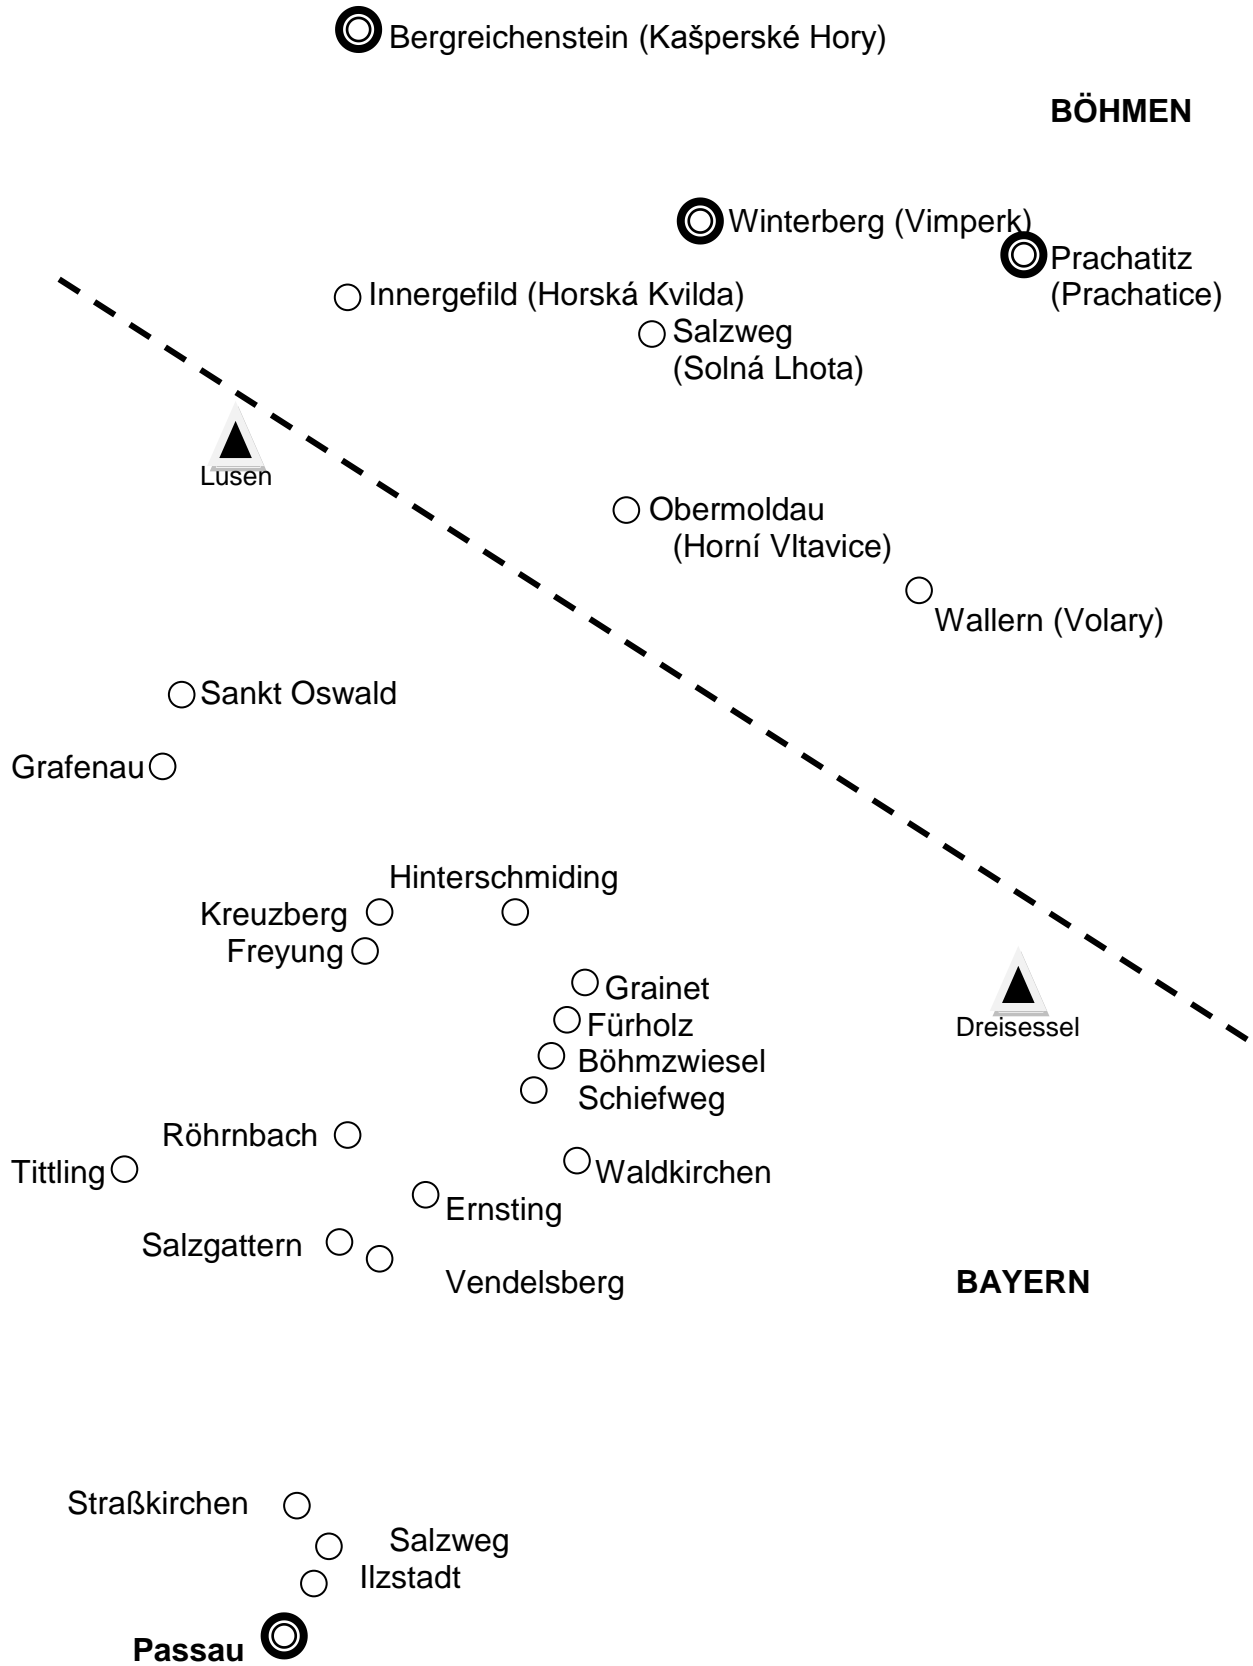 Bergreichenstein (Kašperské Hory)
BÖHMEN
Winterberg (Vimperk)
Prachatitz
(Prachatice)
Innergefild (Horská Kvilda)
Salzweg
(Solná Lhota)
Lusen
Obermoldau
(Horní Vltavice)
Wallern (Volary)
Sankt Oswald
Grafenau
Hinterschmiding
Kreuzberg
Freyung
Grainet
Fürholz
Dreisessel
Böhmzwiesel
Schiefweg
Röhrnbach
Tittling
Waldkirchen
Ernsting
Salzgattern
Vendelsberg
BAYERN
Straßkirchen
Salzweg
Ilzstadt
Passau